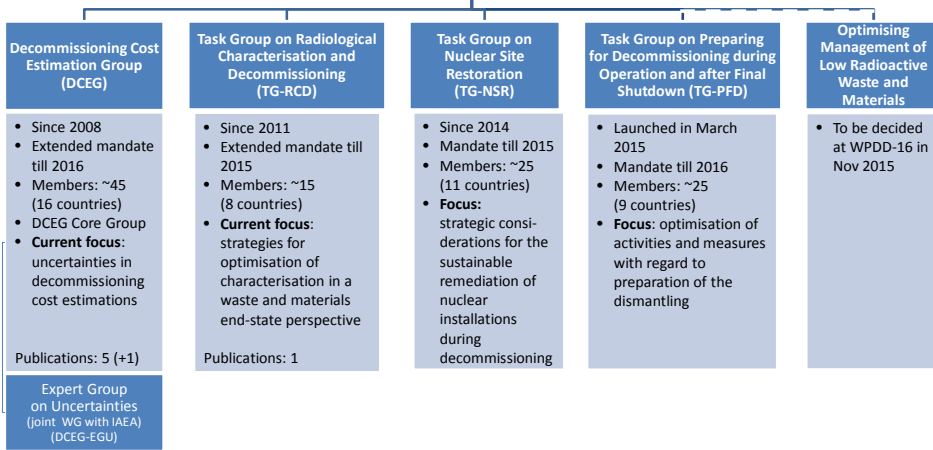 Decommissioning Cost
Estimation Group
(DCEG)
• Since 2008
• Extended mandate
till 2016
• Members: ~45
(16 countries)
• DCEG Core Group
• Current focus:
uncertainties in
decommissioning
cost estimations
Publications: 5 (+1)
Expert Group
on Uncertainties
(joint WG with IAEA)
(DCEG-EGU)
Task Group on Radiological
Characterisation and
Decommissioning
(TG-RCD)
• Since 2011
• Extended mandate till
2015
• Members: ~15
(8 countries)
• Current focus:
strategies for
optimisation of
characterisation in a
waste and materials
end-state perspective
Publications: 1
Task Group on
Nuclear Site
Restoration
(TG-NSR)
• Since 2014
• Mandate till 2015
• Members: ~25
(11 countries)
• Focus:
strategic consi-
derations for the
sustainable
remediation of
nuclear
installations
during
decommissioning
Task Group on Preparing
for Decommissioning during
Operation and after Final
Shutdown (TG-PFD)
• Launched in March
2015
• Mandate till 2016
• Members: ~25
(9 countries)
• Focus: optimisation of
activities and measures
with regard to
preparation of the
dismantling
Optimising
Management of
Low Radioactive
Waste and
Materials
• To be decided
at WPDD-16 in
Nov 2015